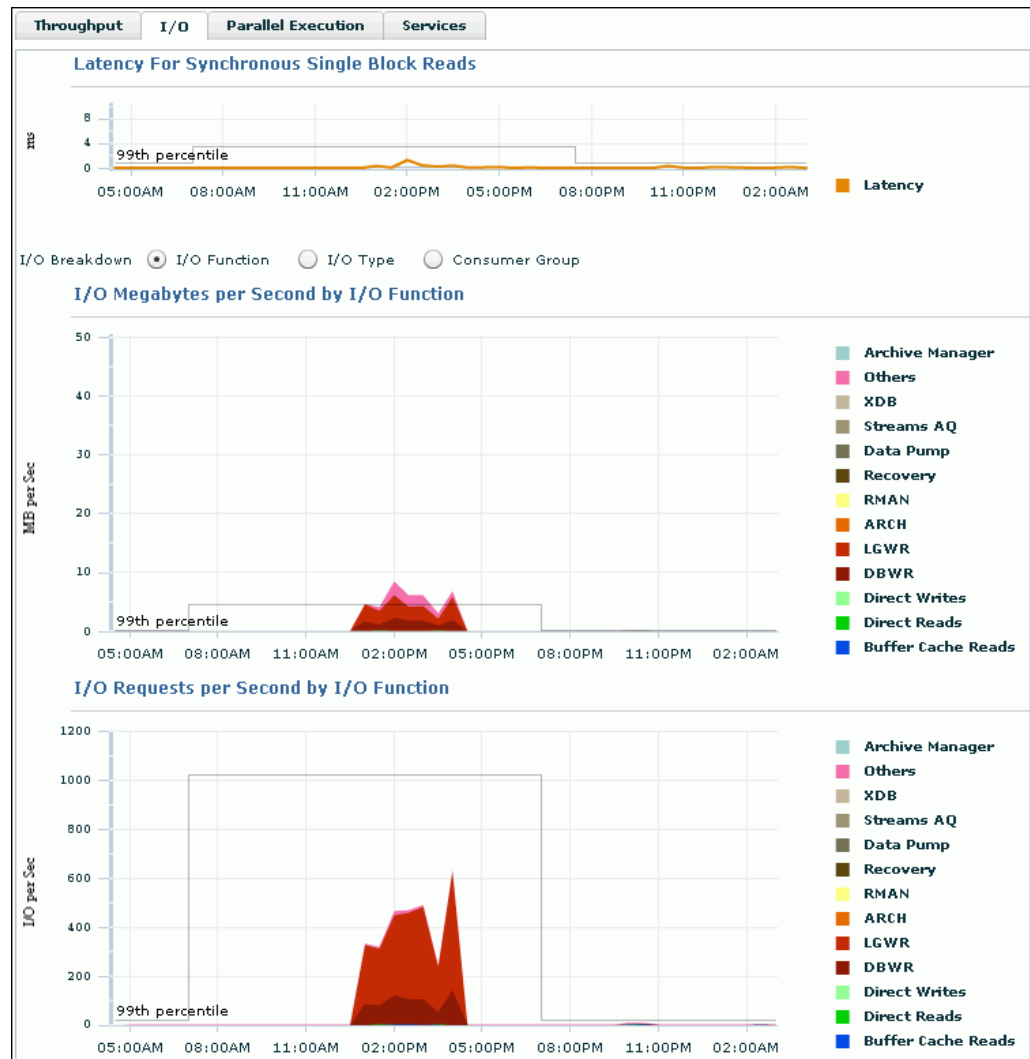 Throughput I/O Parallel Execution Services
Latency For Synchronous Single Block Reads
8
4
0
ms
99th percentile
05:00AM 08:00AM 11:00AM 02:00PM 05:00PM 08:00PM 11:00PM 02:00AM
Latency
I/O Breakdown I/O Function I/O Type Consumer Group
I/O Megabytes per Second by I/O Function
50
40
30
20
10
0
MB per Sec
99th percentile
05:00AM 08:00AM 11:00AM 02:00PM 05:00PM 08:00PM 11:00PM 02:00AM
Archive Manager
Others
XDB
Streams AQ
Data Pump
Recovery
RMAN
ARCH
LGWR
DBWR
Direct Writes
Direct Reads
Buffer Cache Reads
I/O Requests per Second by I/O Function
1200
1000
800
600
400
200
0
I/O per Sec
99th percentile
05:00AM 08:00AM 11:00AM 02:00PM 05:00PM 08:00PM 11:00PM 02:00AM
Archive Manager
Others
XDB
Streams AQ
Data Pump
Recovery
RMAN
ARCH
LGWR
DBWR
Direct Writes
Direct Reads
Buffer Cache Reads